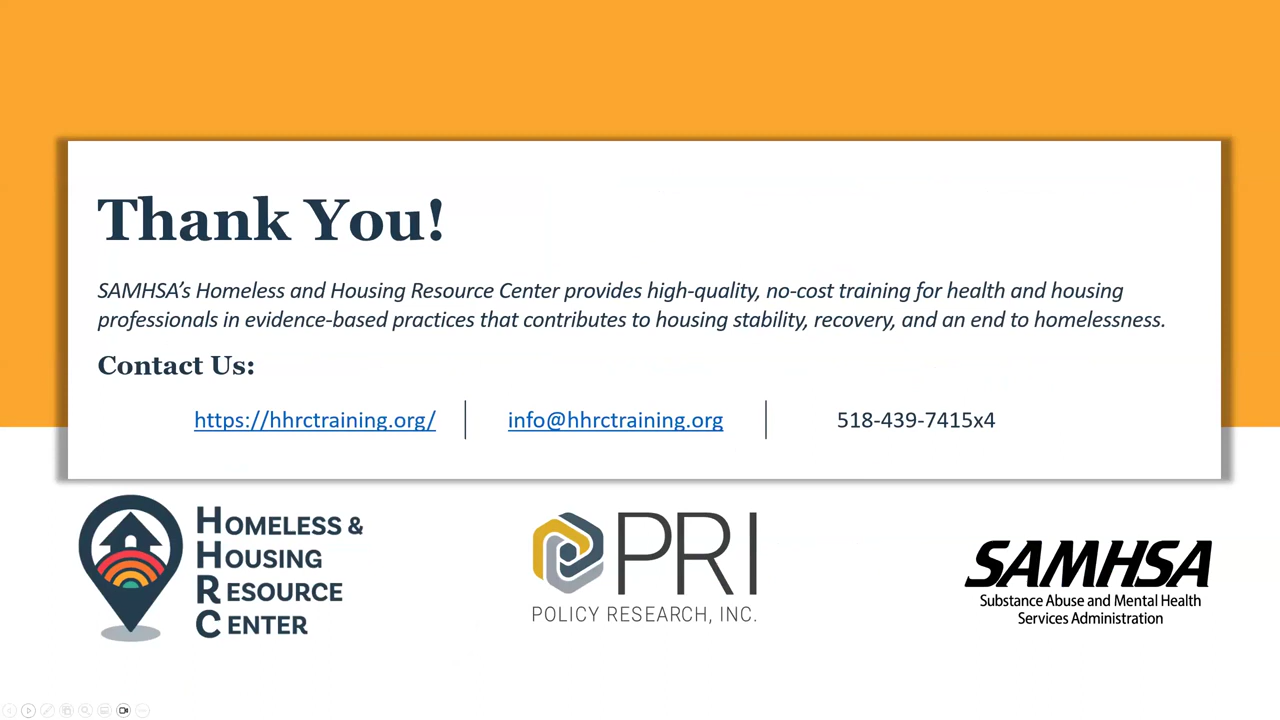 Thank You!
SAMHSA's Homeless and Housing Resource Center provides high-quality, no-cost training for health and housing
professionals in evidence-based practices that contributes to housing stability, recovery, and an end to homelessness.
Contact Us:
https://hhrctraining.org/
info@hhrctraining.org
518-439-7415x4
HOMELESS &
HOUSING
RESOURCE
CENTER
PRI
POLICY RESEARCH, INC.
SAMHSA
Substance Abuse and Mental Health
Services Administration